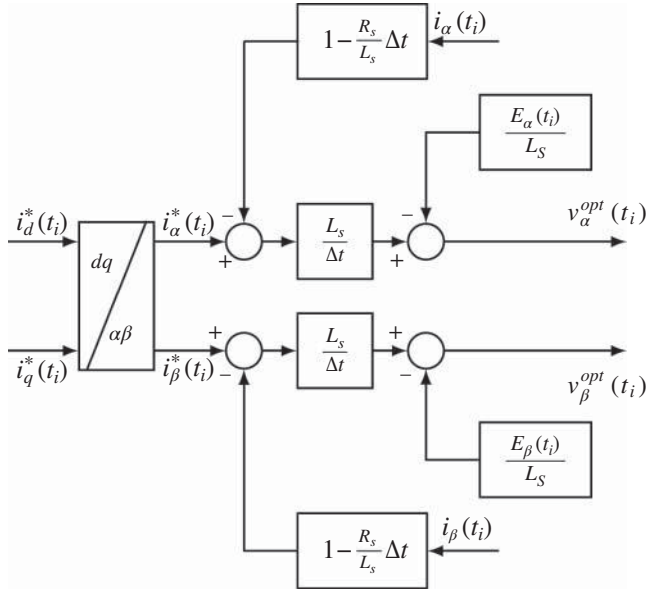 1 − R_s/L_s Δt
i_α(t_i)
E_α(t_i)/L_S
i_d^*(t_i)
i_α^*(t_i)
−
+
L_s/Δt
−
+
v_α^{opt}(t_i)
dq
αβ
i_q^*(t_i)
i_β^*(t_i)
+
−
L_s/Δt
+
−
v_β^{opt}(t_i)
E_β(t_i)/L_S
1 − R_s/L_s Δt
i_β(t_i)